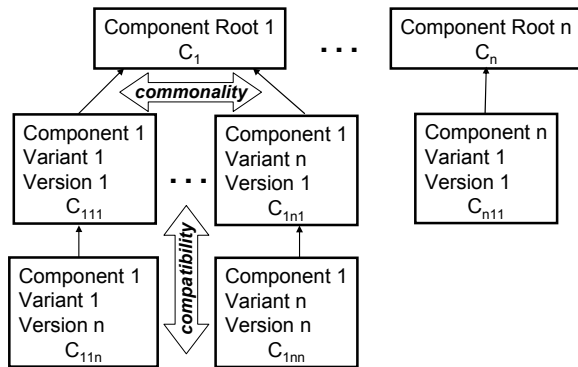 Component Root 1
C1
. . .
Component Root n
Cn
commonality
Component 1
Variant 1
Version 1
C111
. . .
Component 1
Variant n
Version 1
C1n1
Component n
Variant 1
Version 1
Cn11
compatibility
Component 1
Variant 1
Version n
C11n
Component 1
Variant n
Version n
C1nn